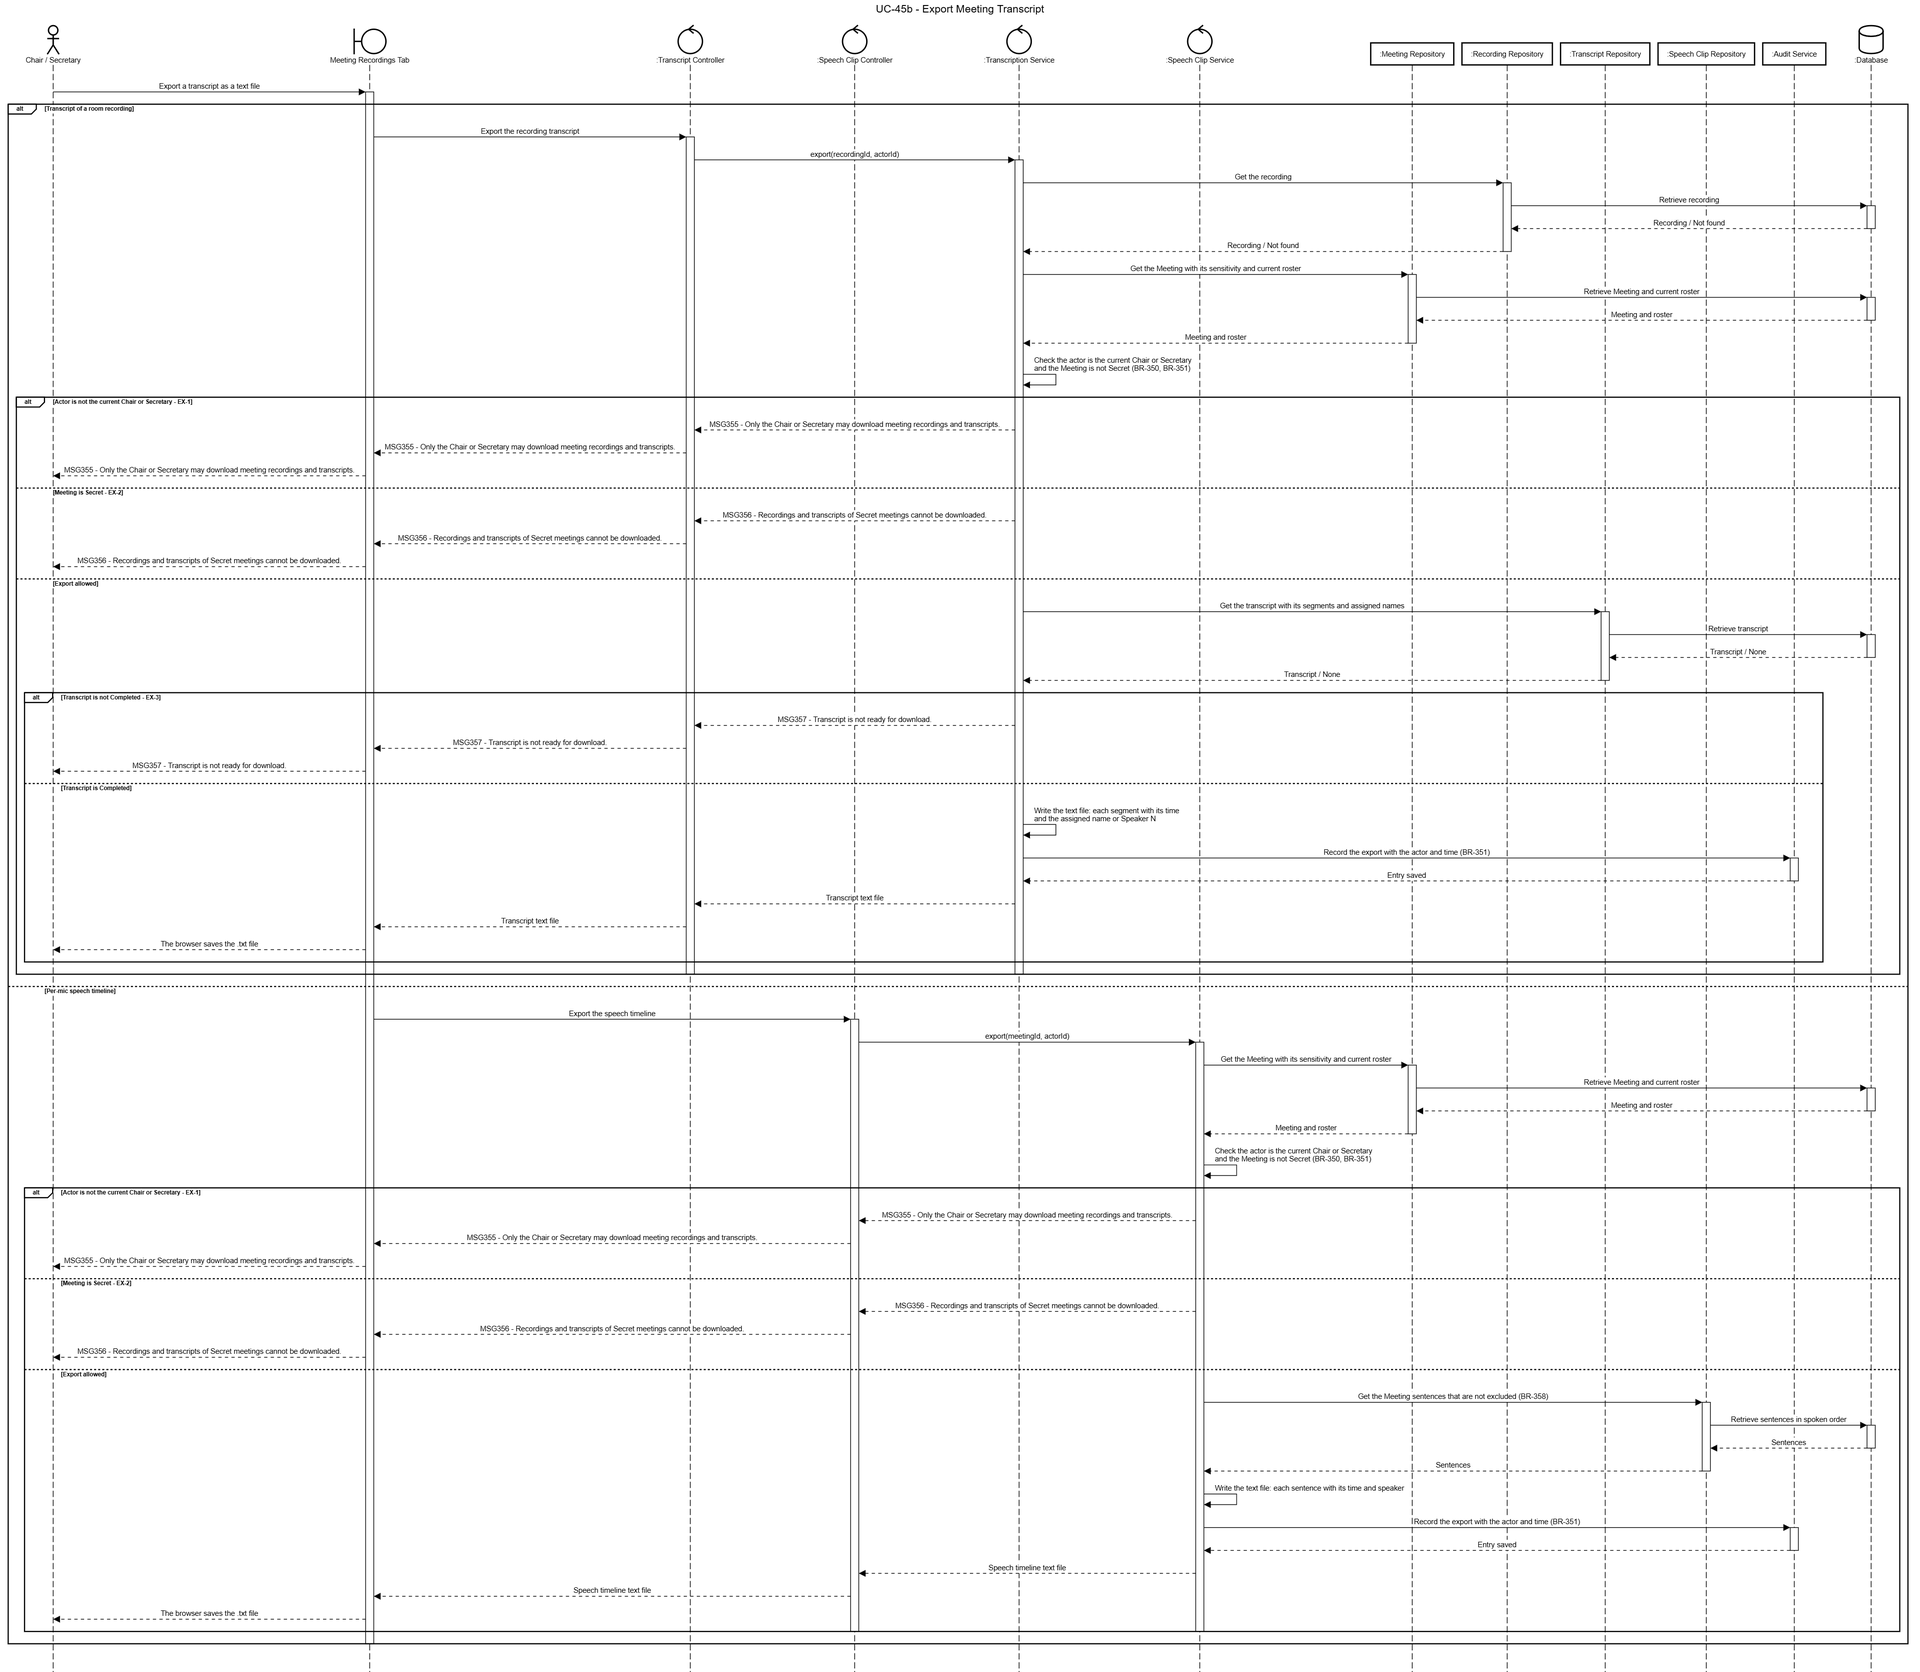 UC-45b - Export Meeting Transcript
Chair / Secretary
Meeting Recordings Tab
:Transcript Controller
:Speech Clip Controller
:Transcription Service
:Speech Clip Service
:Meeting Repository
:Recording Repository
:Transcript Repository
:Speech Clip Repository
:Audit Service
:Database
Export a transcript as a text file
alt
[Transcript of a room recording]
Export the recording transcript
export(recordingId, actorId)
Get the recording
Retrieve recording
Recording / Not found
Recording / Not found
Get the Meeting with its sensitivity and current roster
Retrieve Meeting and current roster
Meeting and roster
Meeting and roster
Check the actor is the current Chair or Secretary
and the Meeting is not Secret (BR-350, BR-351)
alt
[Actor is not the current Chair or Secretary - EX-1]
MSG355 - Only the Chair or Secretary may download meeting recordings and transcripts.
MSG355 - Only the Chair or Secretary may download meeting recordings and transcripts.
MSG355 - Only the Chair or Secretary may download meeting recordings and transcripts.
[Meeting is Secret - EX-2]
MSG356 - Recordings and transcripts of Secret meetings cannot be downloaded.
MSG356 - Recordings and transcripts of Secret meetings cannot be downloaded.
MSG356 - Recordings and transcripts of Secret meetings cannot be downloaded.
[Export allowed]
Get the transcript with its segments and assigned names
Retrieve transcript
Transcript / None
Transcript / None
alt
[Transcript is not Completed - EX-3]
MSG357 - Transcript is not ready for download.
MSG357 - Transcript is not ready for download.
MSG357 - Transcript is not ready for download.
[Transcript is Completed]
Write the text file: each segment with its time
and the assigned name or Speaker N
Record the export with the actor and time (BR-351)
Entry saved
Transcript text file
Transcript text file
The browser saves the .txt file
[Per-mic speech timeline]
Export the speech timeline
export(meetingId, actorId)
Get the Meeting with its sensitivity and current roster
Retrieve Meeting and current roster
Meeting and roster
Meeting and roster
Check the actor is the current Chair or Secretary
and the Meeting is not Secret (BR-350, BR-351)
alt
[Actor is not the current Chair or Secretary - EX-1]
MSG355 - Only the Chair or Secretary may download meeting recordings and transcripts.
MSG355 - Only the Chair or Secretary may download meeting recordings and transcripts.
MSG355 - Only the Chair or Secretary may download meeting recordings and transcripts.
[Meeting is Secret - EX-2]
MSG356 - Recordings and transcripts of Secret meetings cannot be downloaded.
MSG356 - Recordings and transcripts of Secret meetings cannot be downloaded.
MSG356 - Recordings and transcripts of Secret meetings cannot be downloaded.
[Export allowed]
Get the Meeting sentences that are not excluded (BR-358)
Retrieve sentences in spoken order
Sentences
Sentences
Write the text file: each sentence with its time and speaker
Record the export with the actor and time (BR-351)
Entry saved
Speech timeline text file
Speech timeline text file
The browser saves the .txt file